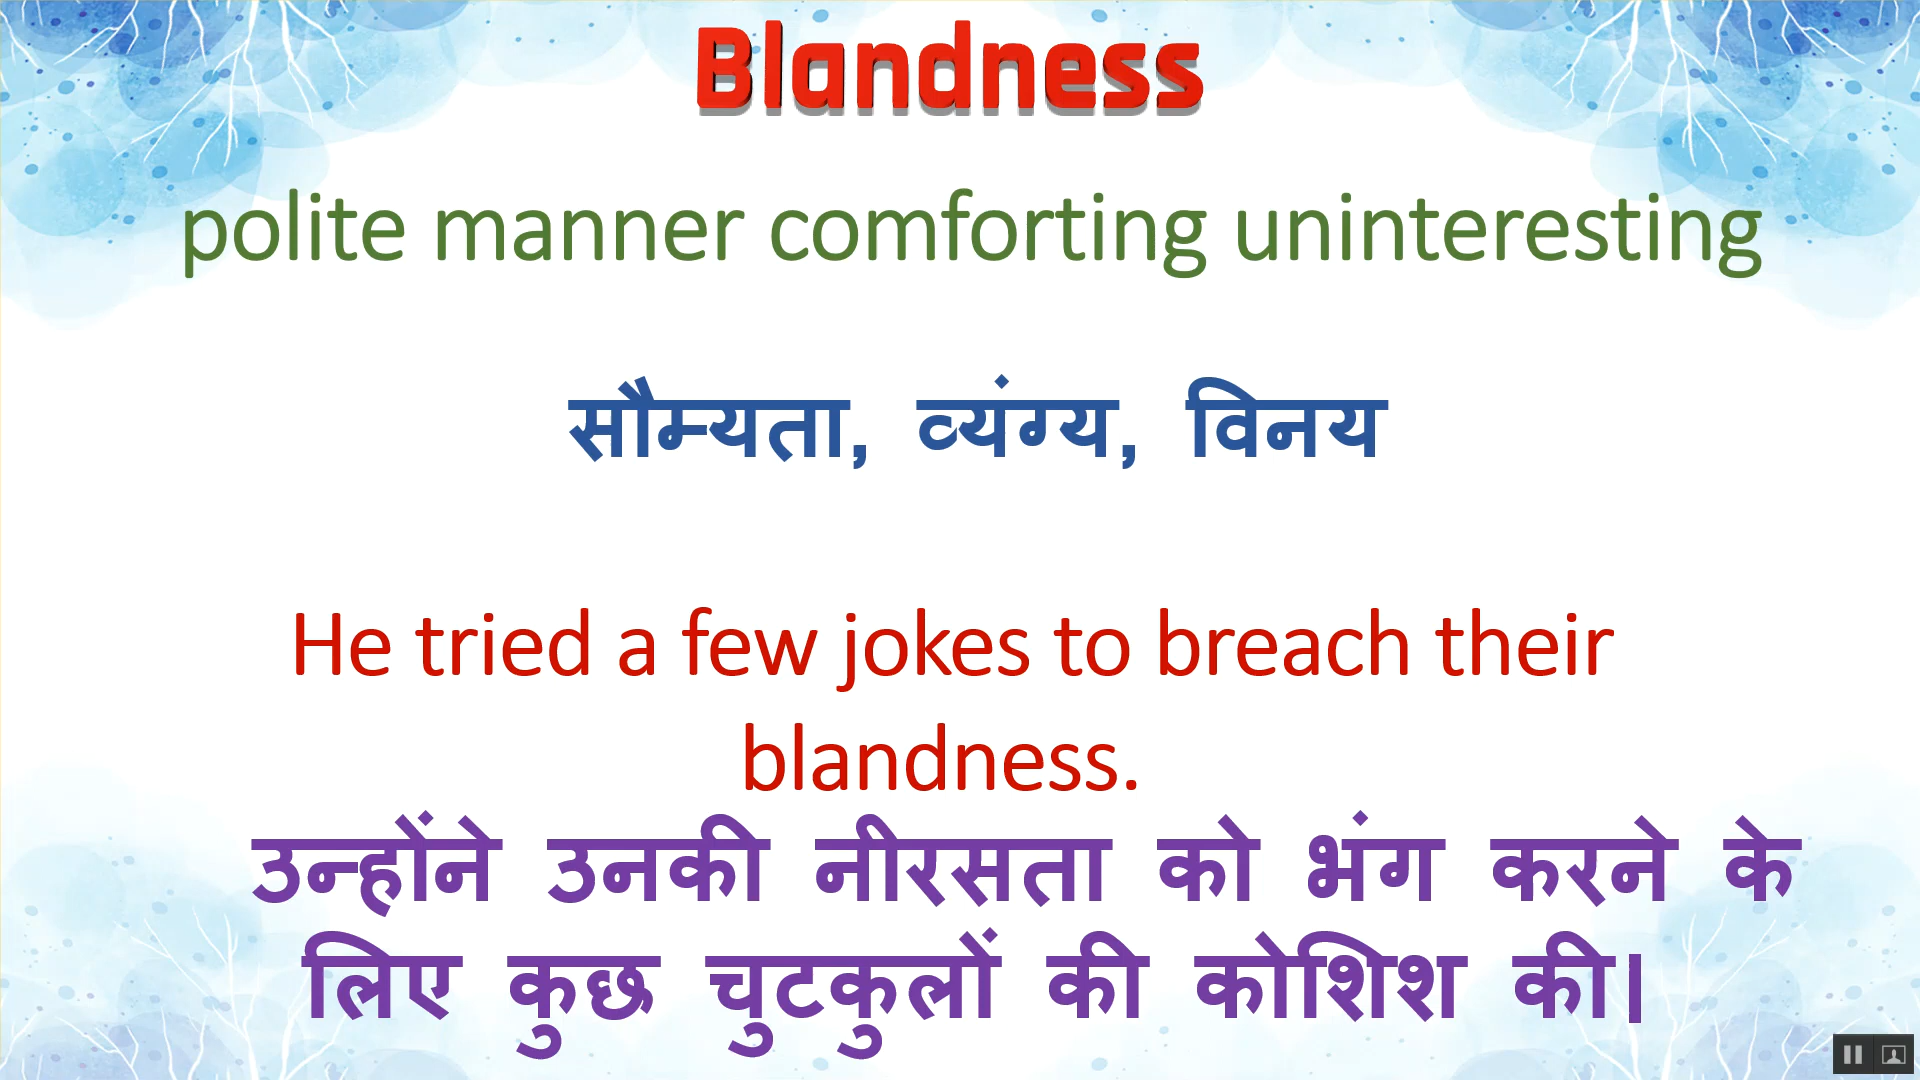 Blandness
polite manner comforting uninteresting
सौम्यता, व्यंग्य, विनय
He tried a few jokes to breach their
blandness.
उन्होंने उनकी नीरसता को भंग करने के
लिए कुछ चुटकुलों की कोशिश की।